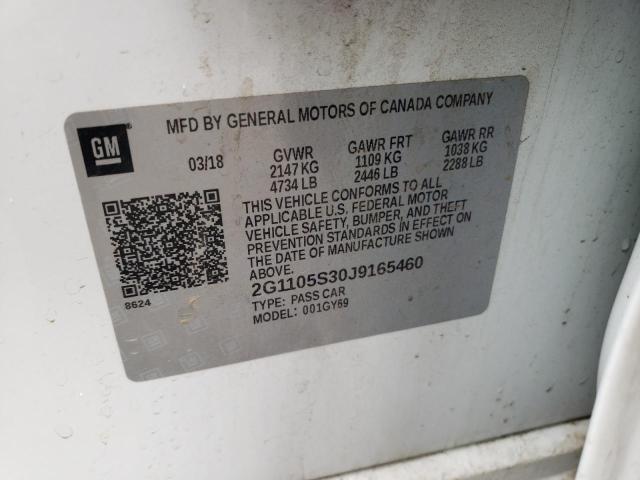 MFD BY GENERAL MOTORS OF CANADA COMPANY
GM
03/18
GVWR
2147 KG
4734 LB
GAWR FRT
1109 KG
2446 LB
GAWR RR
1038 KG
2288 LB
THIS VEHICLE CONFORMS TO ALL
APPLICABLE U.S. FEDERAL MOTOR
VEHICLE SAFETY, BUMPER, AND THEFT
PREVENTION STANDARDS IN EFFECT ON
THE DATE OF MANUFACTURE SHOWN
ABOVE.
8624
2G1105S30J9165460
TYPE: PASS CAR
MODEL: 001GY69